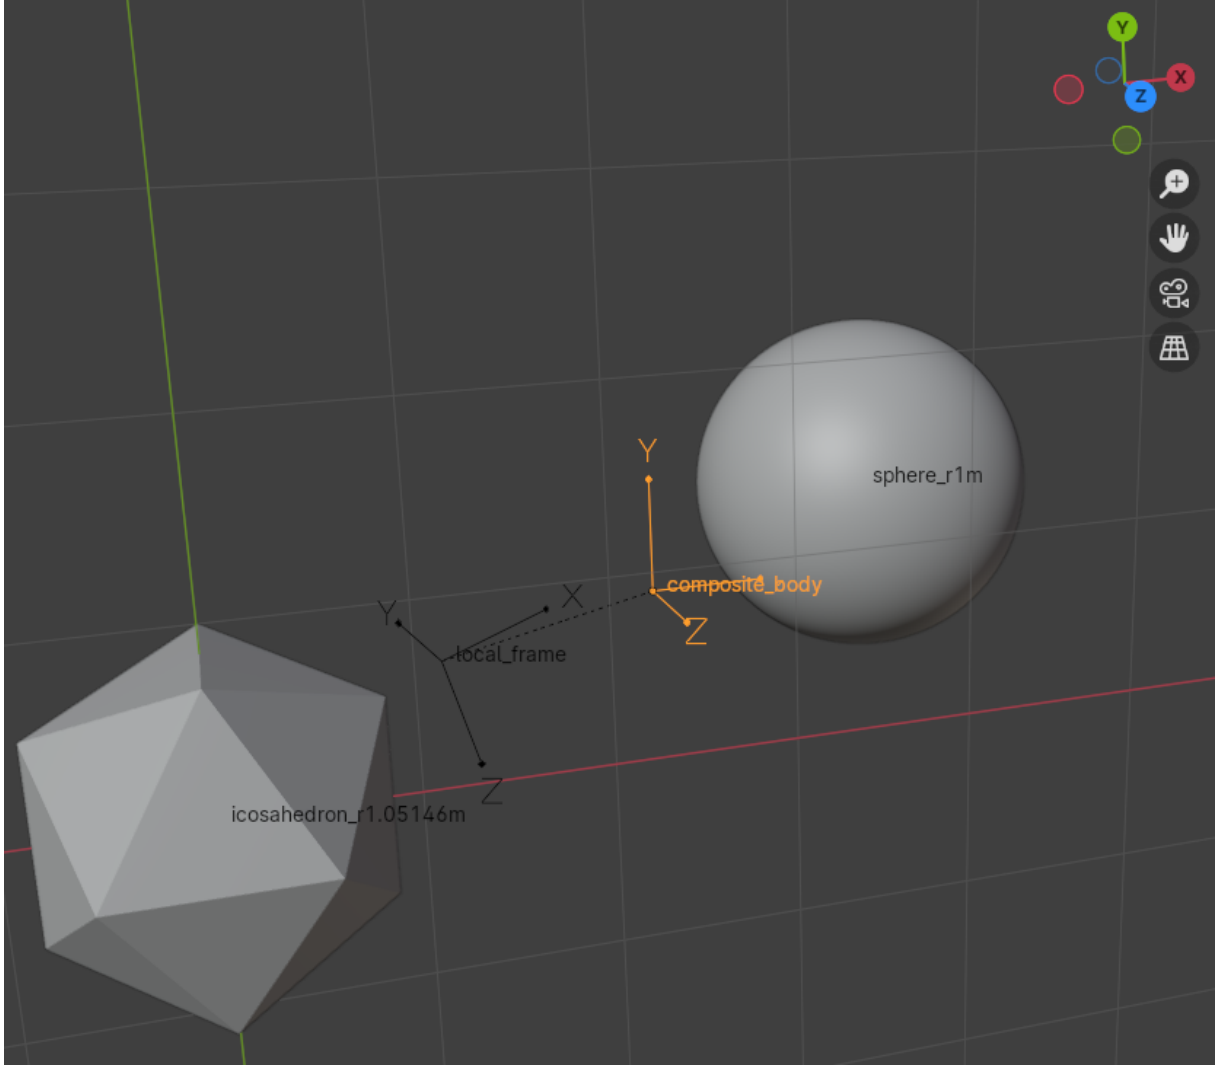 Y
X
Z
Y
sphere_r1m
composite_body
Z
Y
X
local_frame
Z
icosahedron_r1.05146m